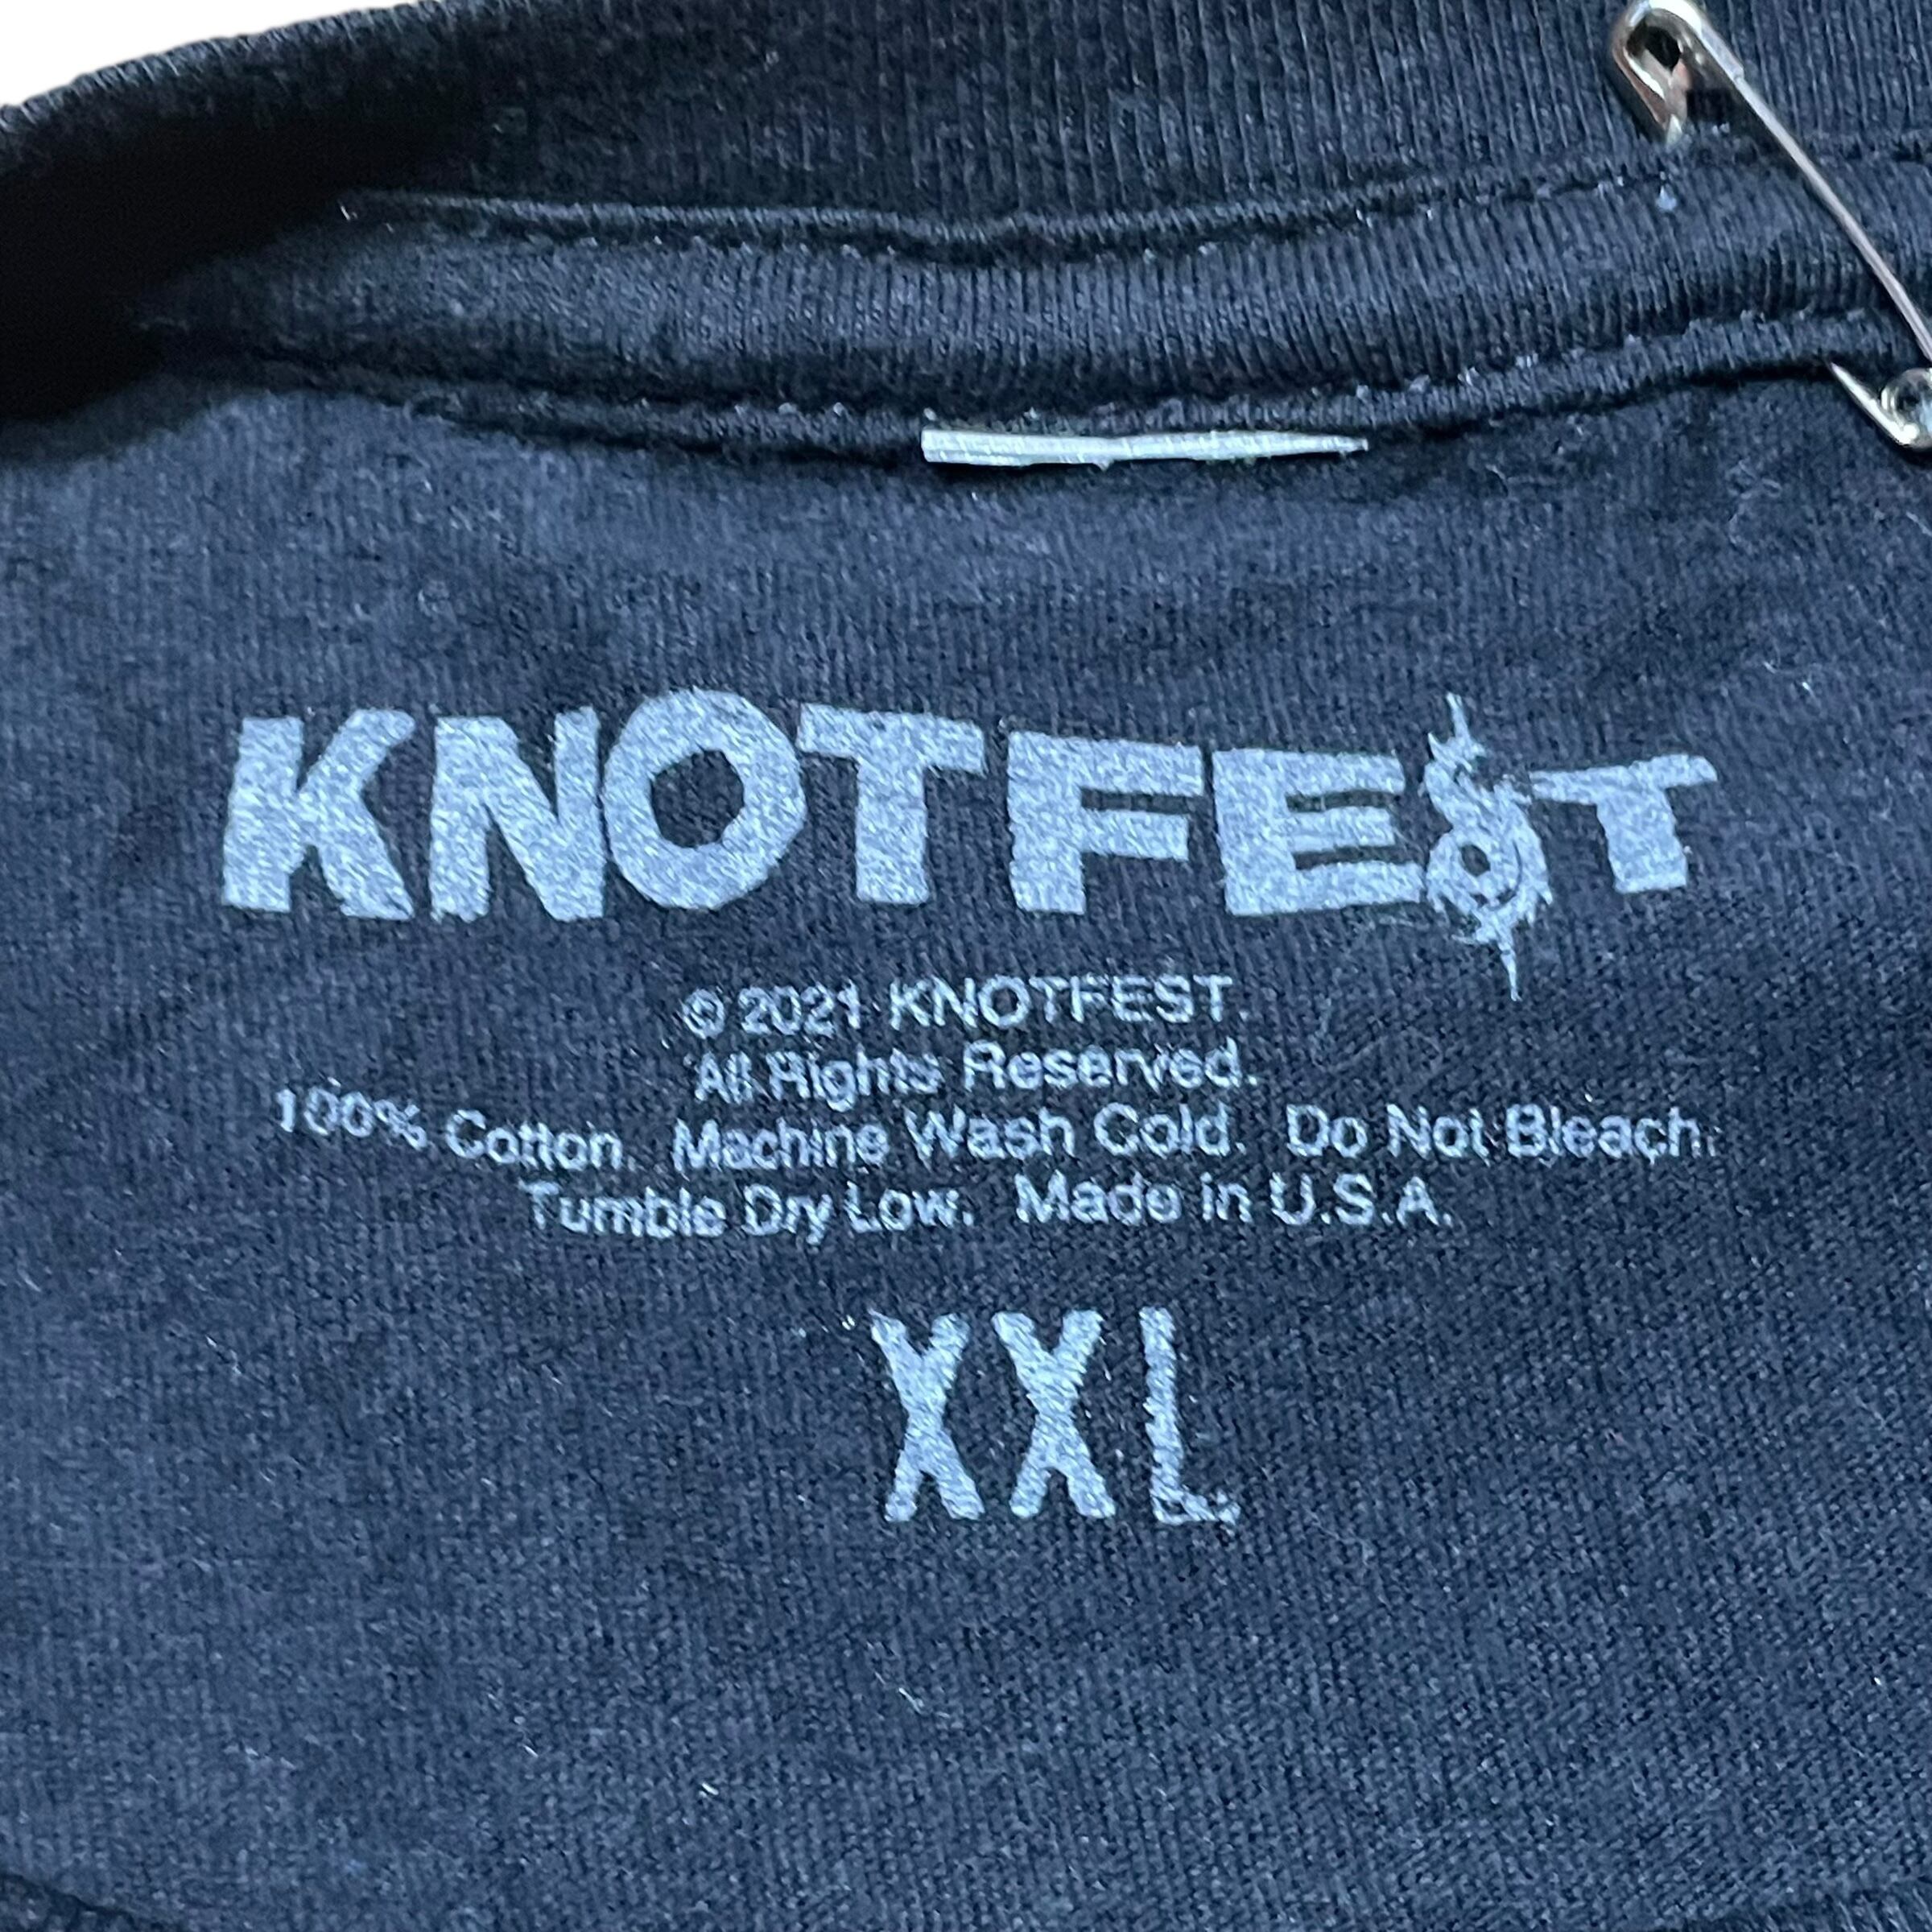 KNOTFEST
© 2021 KNOTFEST.
All Rights Reserved.
100% Cotton. Machine Wash Cold. Do Not Bleach.
Tumble Dry Low. Made in U.S.A.
XXL